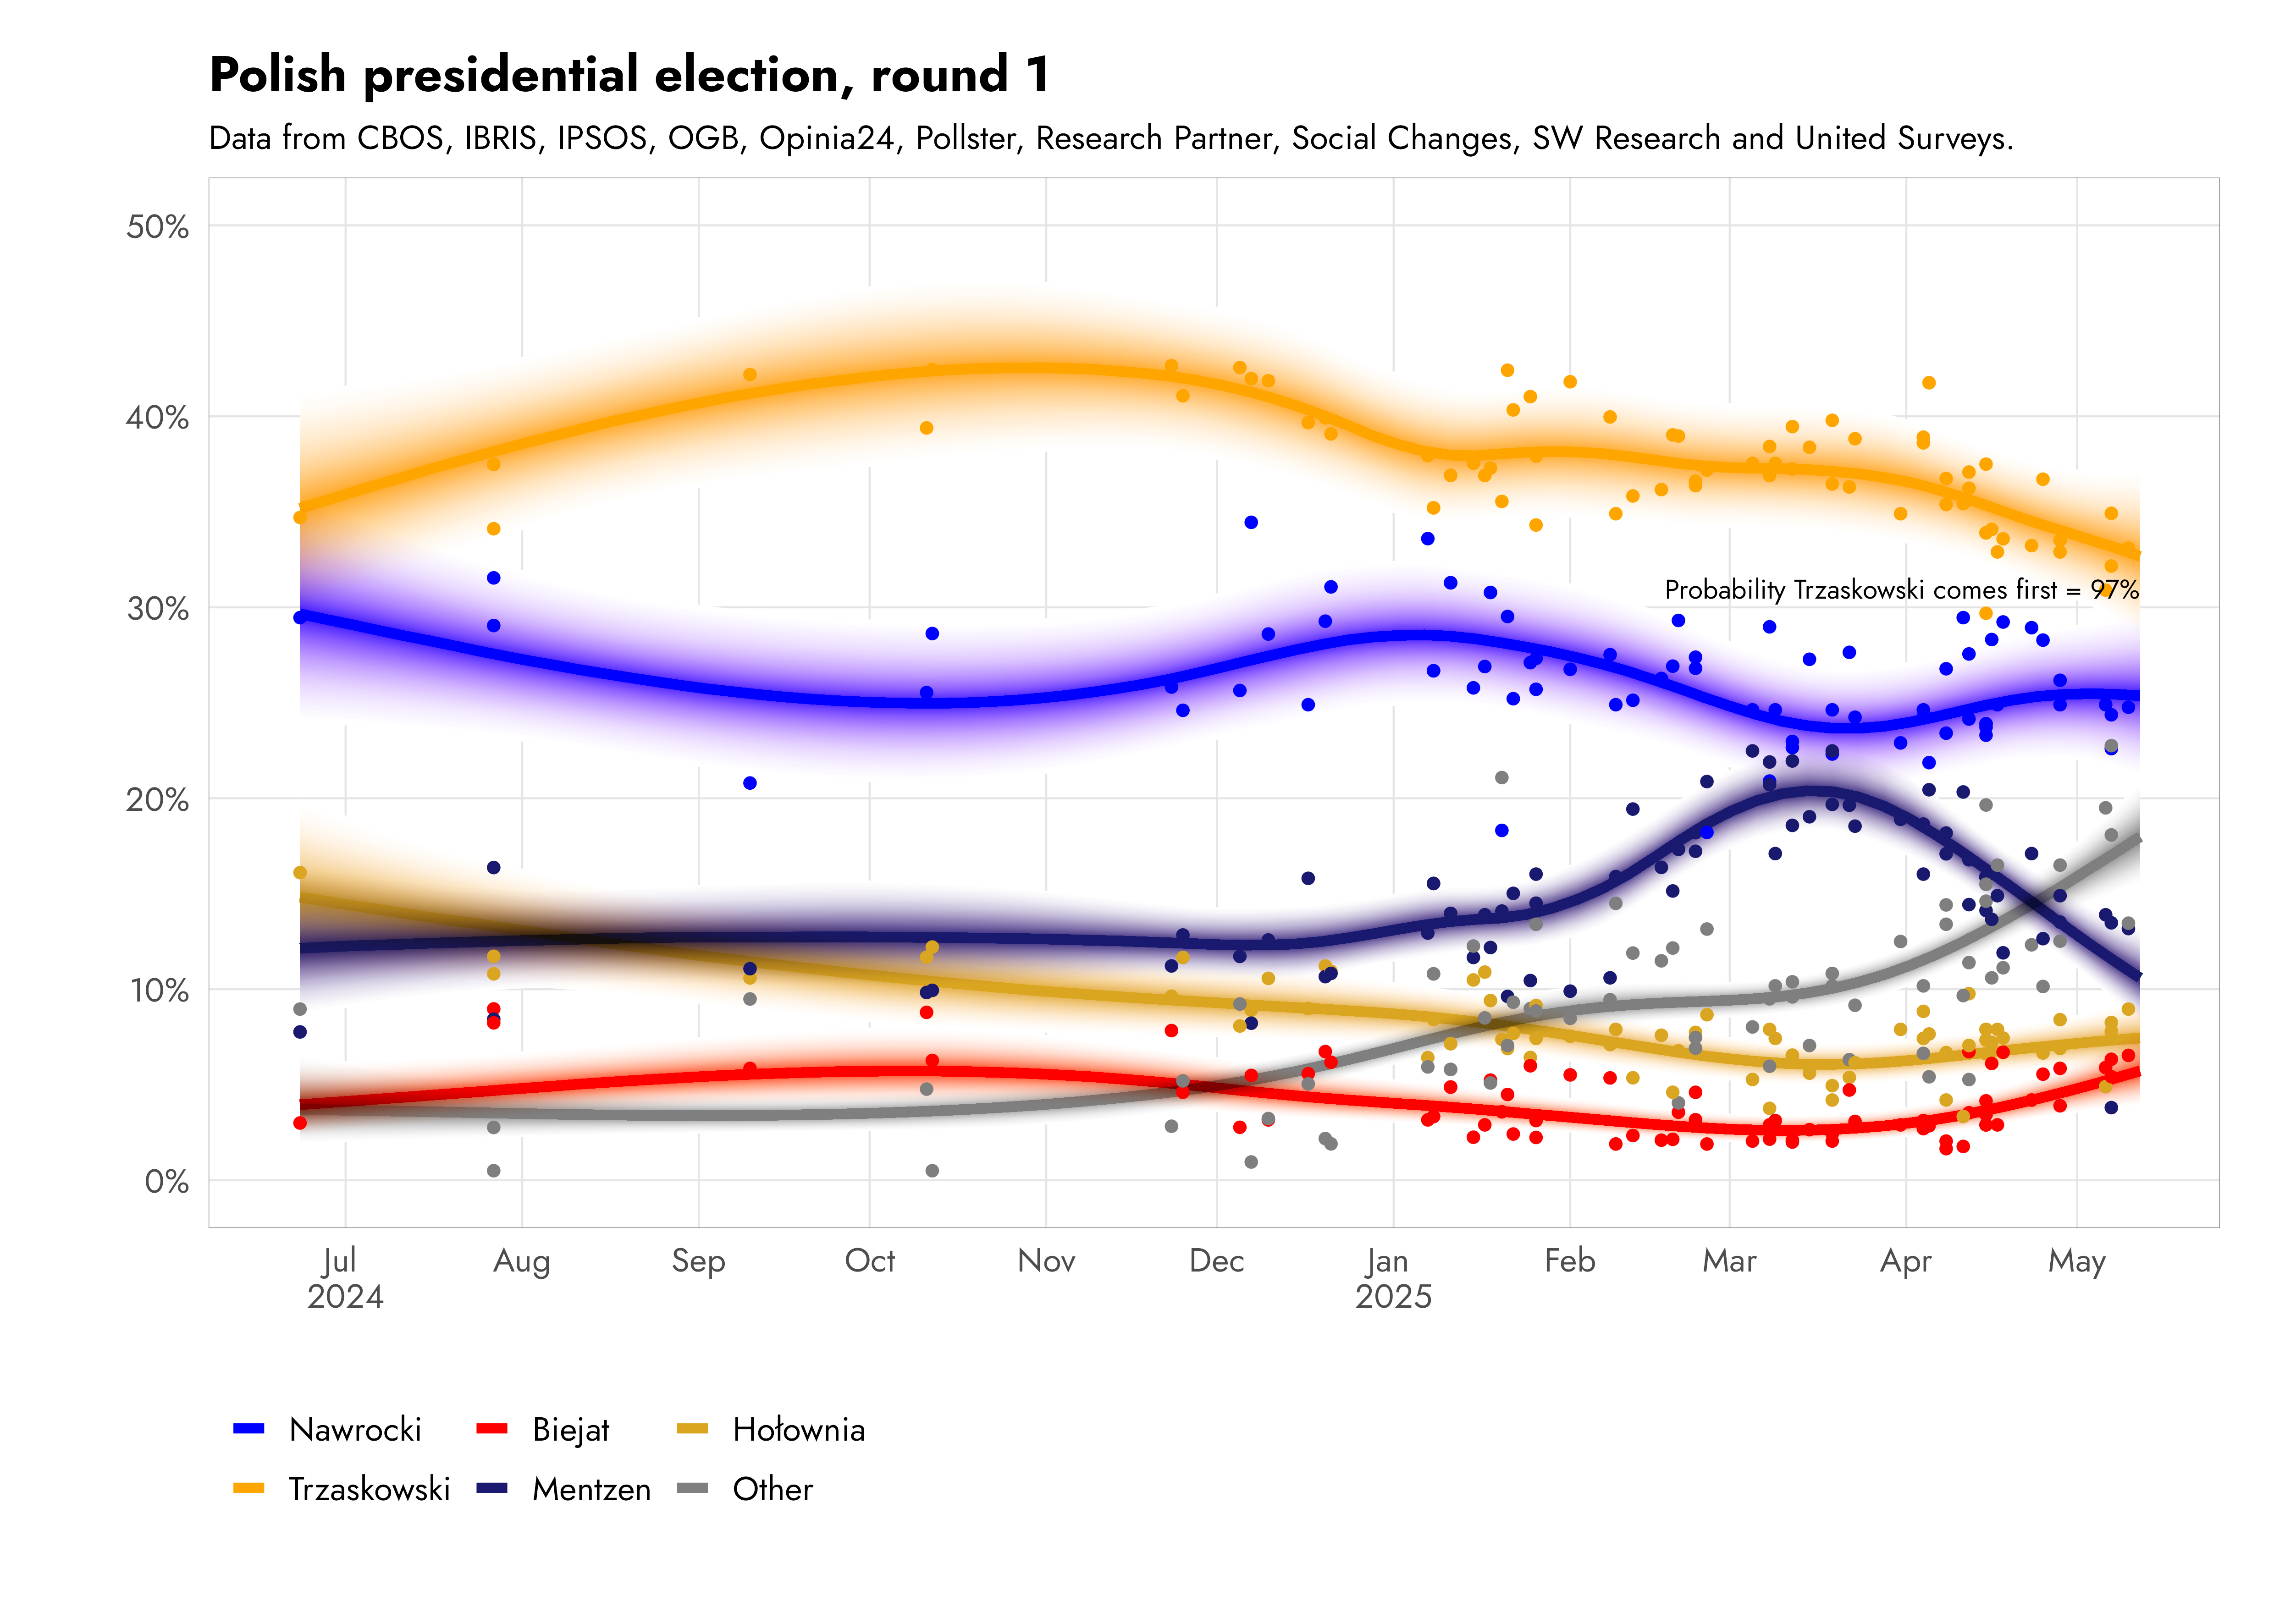 Polish presidential election, round 1
Data from CBOS, IBRIS, IPSOS, OGB, Opinia24, Pollster, Research Partner, Social Changes, SW Research and United Surveys.
50%
40%
30%
20%
10%
0%
Probability Trzaskowski comes first = 97%
Jul Aug Sep Oct Nov Dec Jan Feb Mar Apr May
2024 2025
Nawrocki Biejat Hołownia
Trzaskowski Mentzen Other